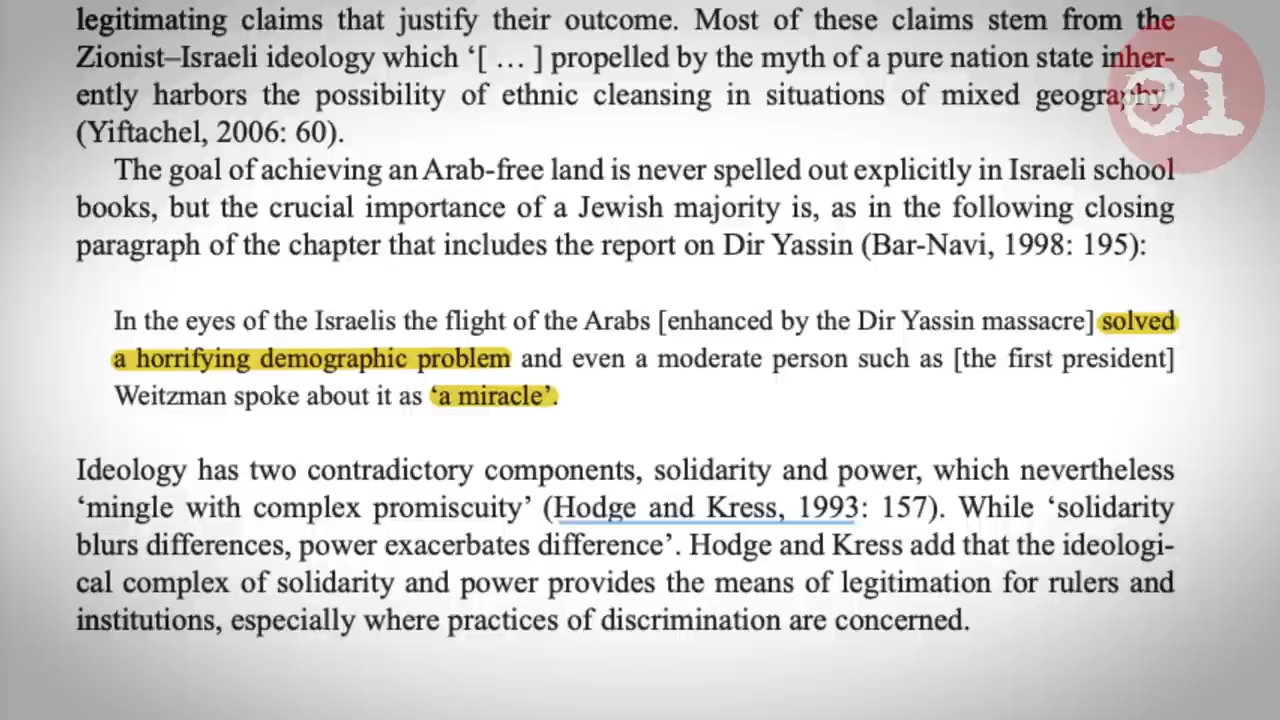 legitimating claims that justify their outcome. Most of these claims stem from the
Zionist–Israeli ideology which ‘[ … ] propelled by the myth of a pure nation state inher-
ently harbors the possibility of ethnic cleansing in situations of mixed geography’
(Yiftachel, 2006: 60).
The goal of achieving an Arab-free land is never spelled out explicitly in Israeli school
books, but the crucial importance of a Jewish majority is, as in the following closing
paragraph of the chapter that includes the report on Dir Yassin (Bar-Navi, 1998: 195):
In the eyes of the Israelis the flight of the Arabs [enhanced by the Dir Yassin massacre] solved
a horrifying demographic problem and even a moderate person such as [the first president]
Weitzman spoke about it as ‘a miracle’.
Ideology has two contradictory components, solidarity and power, which nevertheless
‘mingle with complex promiscuity’ (Hodge and Kress, 1993: 157). While ‘solidarity
blurs differences, power exacerbates difference’. Hodge and Kress add that the ideologi-
cal complex of solidarity and power provides the means of legitimation for rulers and
institutions, especially where practices of discrimination are concerned.
ei